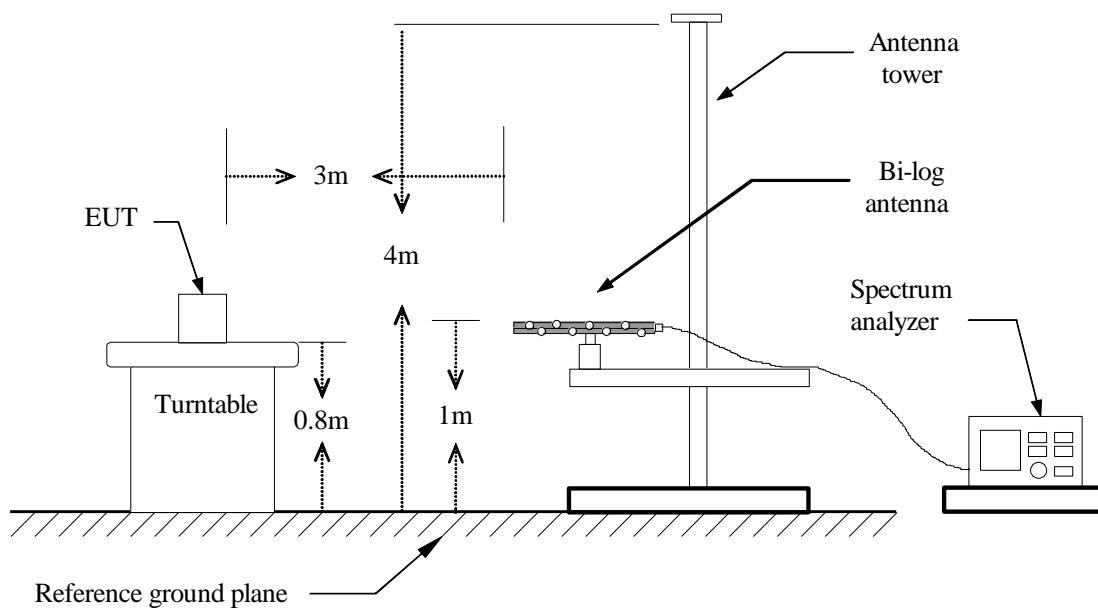 Antenna
tower
3m
Bi-log
antenna
EUT
4m
Spectrum
analyzer
Turntable
0.8m
1m
Reference ground plane